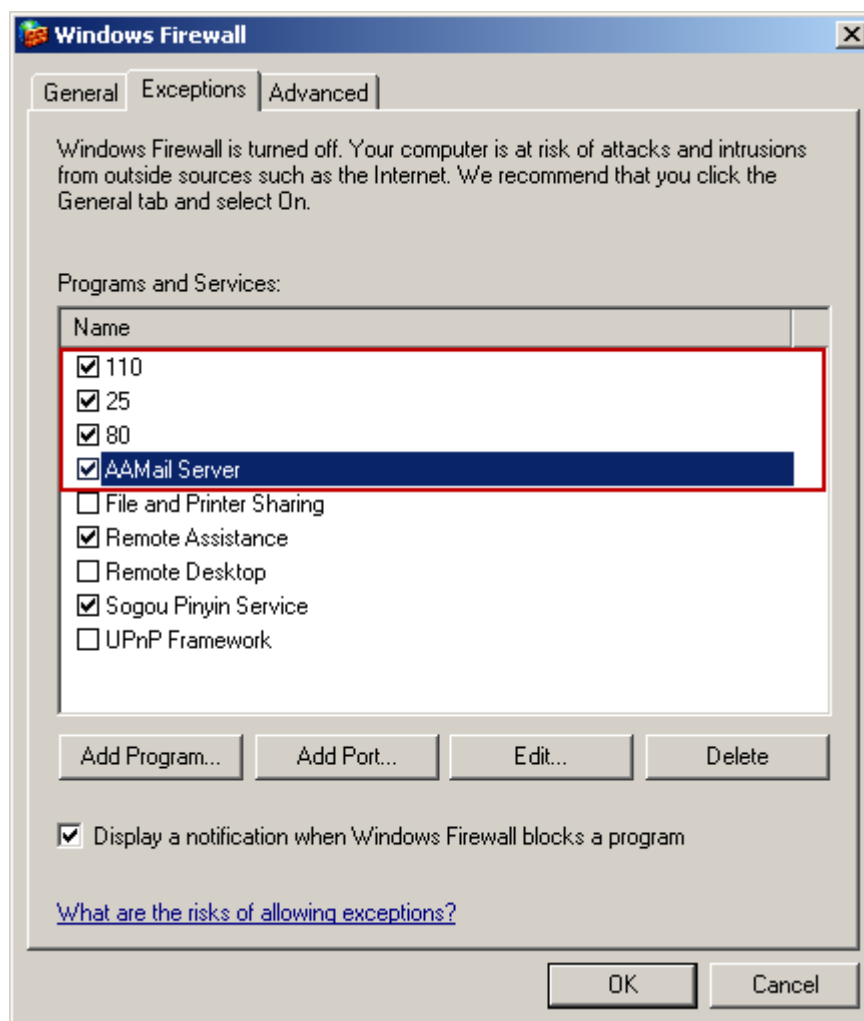 Windows Firewall
General Exceptions Advanced
Windows Firewall is turned off. Your computer is at risk of attacks and intrusions
from outside sources such as the Internet. We recommend that you click the
General tab and select On.
Programs and Services:
Name
110
25
80
AAMail Server
File and Printer Sharing
Remote Assistance
Remote Desktop
Sogou Pinyin Service
UPnP Framework
Add Program... Add Port... Edit... Delete
Display a notification when Windows Firewall blocks a program
What are the risks of allowing exceptions?
OK Cancel